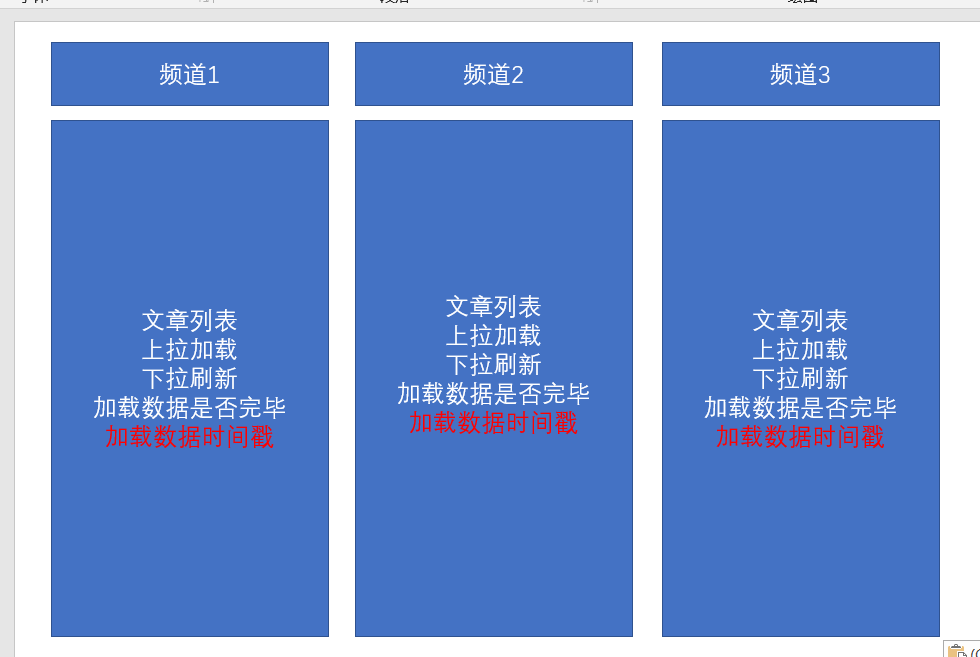 频道1
频道2
频道3
文章列表
上拉加载
下拉刷新
加载数据是否完毕
加载数据时间戳
文章列表
上拉加载
下拉刷新
加载数据是否完毕
加载数据时间戳
文章列表
上拉加载
下拉刷新
加载数据是否完毕
加载数据时间戳